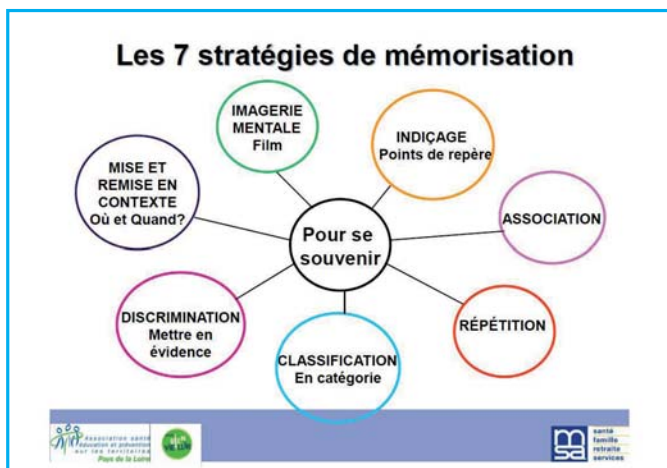 Les 7 stratégies de mémorisation
IMAGERIE
MENTALE
Film
INDIÇAGE
Points de repère
MISE ET
REMISE EN
CONTEXTE
Où et Quand?
ASSOCIATION
Pour se
souvenir
DISCRIMINATION
Mettre en
évidence
RÉPÉTITION
CLASSIFICATION
En catégorie
Association santé
éducation et prévention
sur les territoires
Pays de la Loire
msa
santé
famille
retraite
services